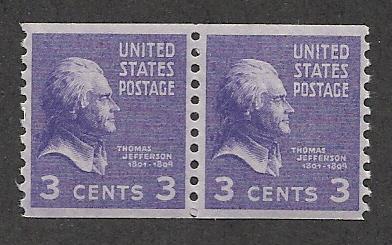 UNITED
STATES
POSTAGE
THOMAS
JEFFERSON
1801-1809
3 CENTS 3
UNITED
STATES
POSTAGE
THOMAS
JEFFERSON
1801-1809
3 CENTS 3